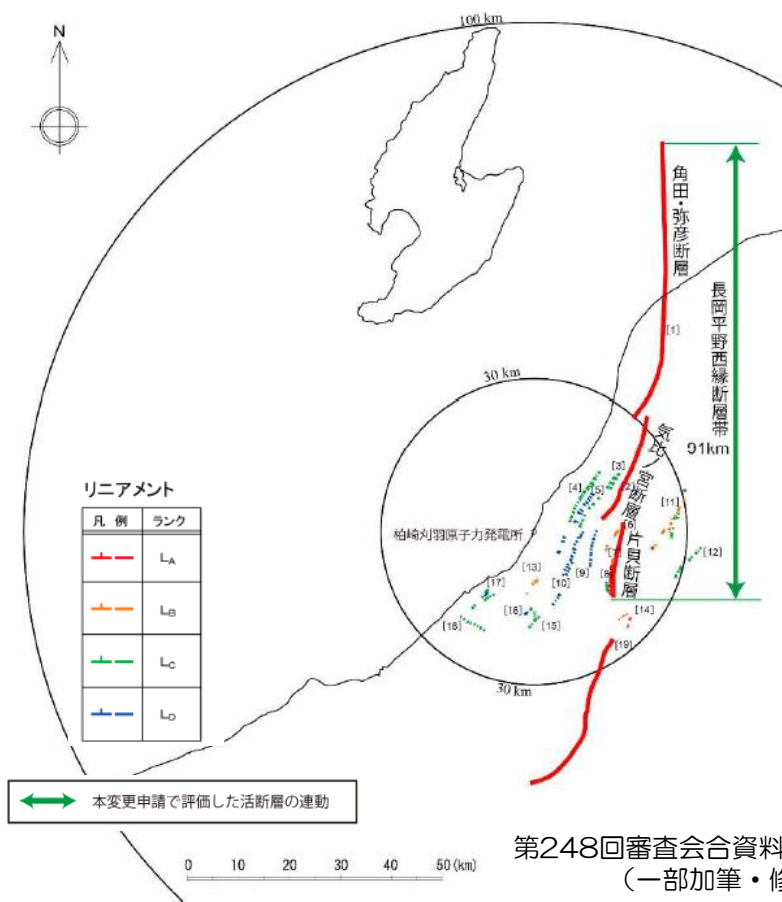 100 km
N
角田・弥彦断層
[1]
長岡平野西縁断層帯
91km
30 km
気比ノ宮断層
[3]
[4]
[5]
[2]
[11]
リニアメント
凡 例 ランク
LA
LB
LC
LD
柏崎刈羽原子力発電所
[6]
片貝断層
[7]
[12]
[9]
[8]
[13]
[10]
[17]
[16]
[14]
[18]
[15]
[19]
30 km
本変更申請で評価した活断層の連動
0 10 20 30 40 50 (km)
第248回審査会合資料
(一部加筆・修